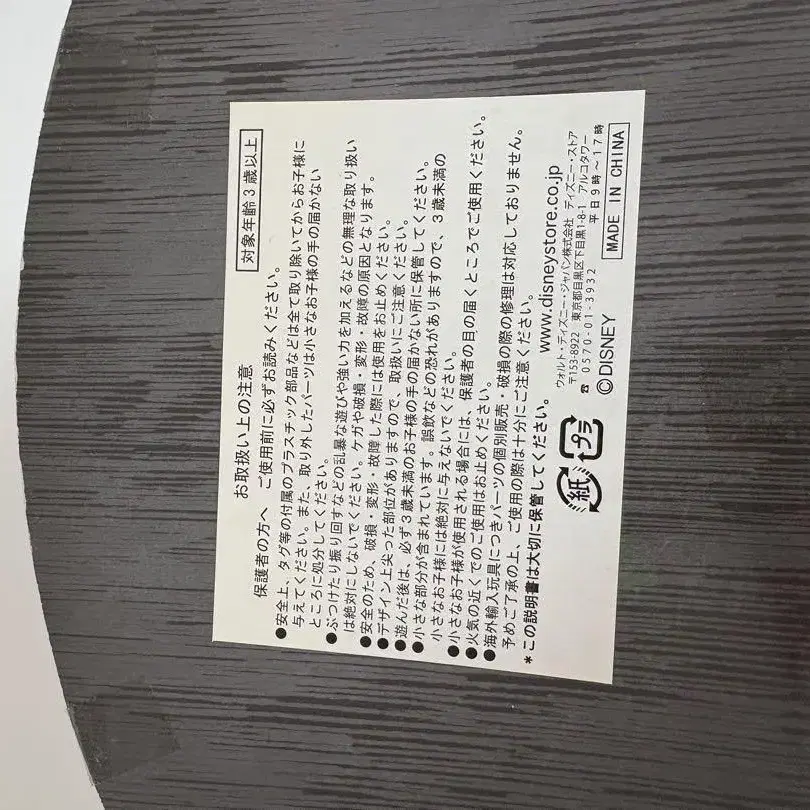 対象年齢3歳以上
お取扱い上の注意
保護者の方へ ご使用前に必ずお読みください。
●安全上、タグ等の付属のプラスチック部品などは全て取り除いてからお子様に
与えてください。また、取り外したパーツは小さなお子様の手の届かない
ところに処分してください。
●ぶつけたり振り回すなどの乱暴な遊びや強い力を加えるなどの無理な取り扱い
は絶対にしないでください。ケガや破損・変形・故障の原因となります。
●安全のため、破損・変形・故障した際には使用をお止めください。
●デザイン上尖った部位がありますので、取扱いにご注意ください。
●遊んだ後は、必ず3歳未満のお子様の手の届かない所に保管してください。
●小さな部分が含まれています。誤飲などの恐れがありますので、3歳未満の
小さなお子様には絶対に与えないでください。
●小さなお子様が使用される場合には、保護者の目の届くところでご使用ください。
●火気の近くでのご使用はお止めください。
●海外輸入玩具につきパーツの個別販売・破損の際の修理は対応しておりません。
予めご了承の上、ご使用の際は十分にご注意ください。
*この説明書は大切に保管してください。
紙
プラ
www.disneystore.co.jp
ウォルト・ディズニー・ジャパン株式会社 ディズニー・ストア
〒153-8922 東京都目黒区下目黒1-8-1 アルコタワー
☎ 0570-01-3932 平日9時~17時
©DISNEY
MADE IN CHINA